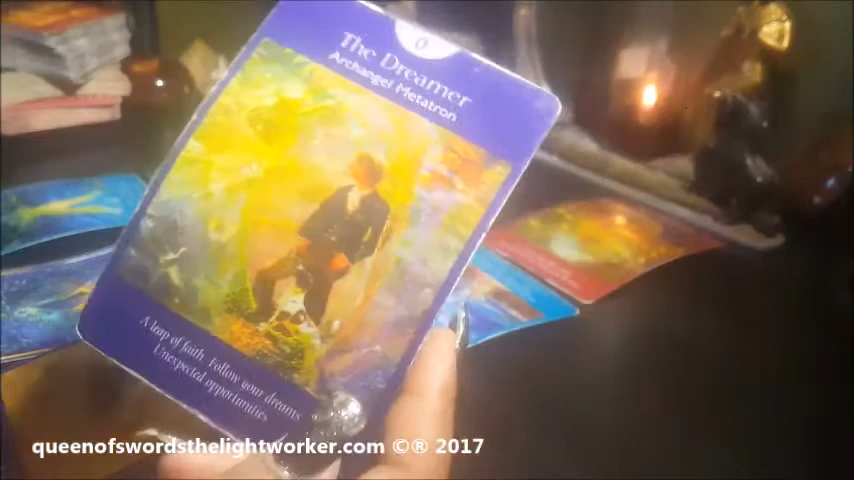 0
The Dreamer
Archangel Metatron
A leap of faith Follow your dreams
Unexpected opportunities
queenofswordsthelightworker.com ©® 2017